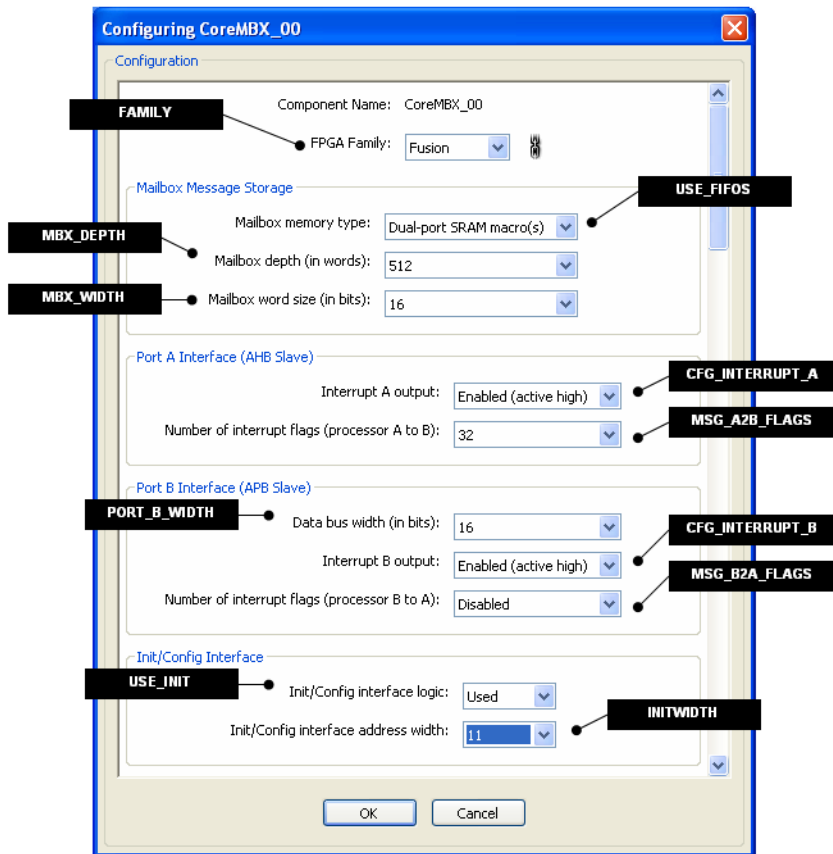 Configuring CoreMBX_00
Configuration
Component Name: CoreMBX_00
FAMILY
FPGA Family: Fusion
Mailbox Message Storage
USE_FIFOS
Mailbox memory type: Dual-port SRAM macro(s)
MBX_DEPTH
Mailbox depth (in words): 512
MBX_WIDTH
Mailbox word size (in bits): 16
Port A Interface (AHB Slave)
CFG_INTERRUPT_A
Interrupt A output: Enabled (active high)
MSG_A2B_FLAGS
Number of interrupt flags (processor A to B): 32
Port B Interface (APB Slave)
PORT_B_WIDTH
Data bus width (in bits): 16
CFG_INTERRUPT_B
Interrupt B output: Enabled (active high)
MSG_B2A_FLAGS
Number of interrupt flags (processor B to A): Disabled
Init/Config Interface
USE_INIT
Init/Config interface logic: Used
INITWIDTH
Init/Config interface address width: 11
OK Cancel